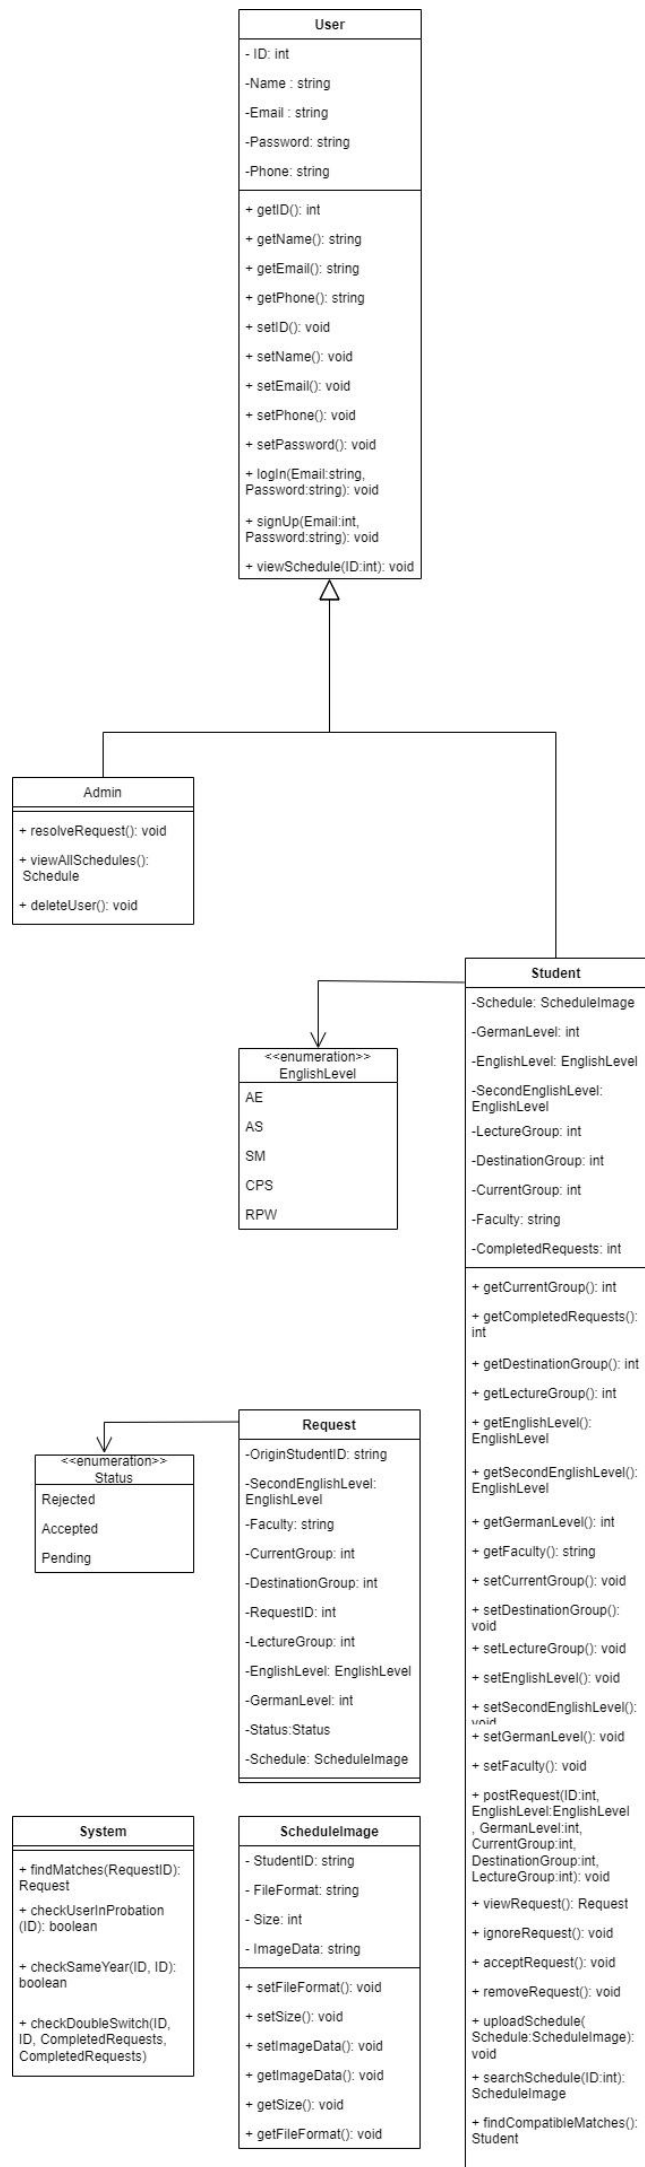 User
- ID: int
-Name : string
-Email : string
-Password: string
-Phone: string
+ getID(): int
+ getName(): string
+ getEmail(): string
+ getPhone(): string
+ setID(): void
+ setName(): void
+ setEmail(): void
+ setPhone(): void
+ setPassword(): void
+ logIn(Email:string,
Password:string): void
+ signUp(Email:int,
Password:string): void
+ viewSchedule(ID:int): void
Admin
+ resolveRequest(): void
+ viewAllSchedules():
Schedule
+ deleteUser(): void
Student
-Schedule: ScheduleImage
-GermanLevel: int
-EnglishLevel: EnglishLevel
-SecondEnglishLevel:
EnglishLevel
-LectureGroup: int
-DestinationGroup: int
-CurrentGroup: int
-Faculty: string
-CompletedRequests: int
+ getCurrentGroup(): int
+ getCompletedRequests():
int
+ getDestinationGroup(): int
+ getLectureGroup(): int
+ getEnglishLevel():
EnglishLevel
+ getSecondEnglishLevel():
EnglishLevel
+ getGermanLevel(): int
+ getFaculty(): string
+ setCurrentGroup(): void
+ setDestinationGroup():
void
+ setLectureGroup(): void
+ setEnglishLevel(): void
+ setSecondEnglishLevel():
void
+ setGermanLevel(): void
+ setFaculty(): void
+ postRequest(ID:int,
EnglishLevel:EnglishLevel
, GermanLevel:int,
CurrentGroup:int,
DestinationGroup:int,
LectureGroup:int): void
+ viewRequest(): Request
+ ignoreRequest(): void
+ acceptRequest(): void
+ removeRequest(): void
+ uploadSchedule(
Schedule:ScheduleImage):
void
+ searchSchedule(ID:int):
ScheduleImage
+ findCompatibleMatches():
Student
<<enumeration>>
EnglishLevel
AE
AS
SM
CPS
RPW
<<enumeration>>
Status
Rejected
Accepted
Pending
Request
-OriginStudentID: string
-SecondEnglishLevel:
EnglishLevel
-Faculty: string
-CurrentGroup: int
-DestinationGroup: int
-RequestID: int
-LectureGroup: int
-EnglishLevel: EnglishLevel
-GermanLevel: int
-Status:Status
-Schedule: ScheduleImage
System
+ findMatches(RequestID):
Request
+ checkUserInProbation
(ID): boolean
+ checkSameYear(ID, ID):
boolean
+ checkDoubleSwitch(ID,
ID, CompletedRequests,
CompletedRequests)
ScheduleImage
- StudentID: string
- FileFormat: string
- Size: int
- ImageData: string
+ setFileFormat(): void
+ setSize(): void
+ setImageData(): void
+ getImageData(): void
+ getSize(): void
+ getFileFormat(): void